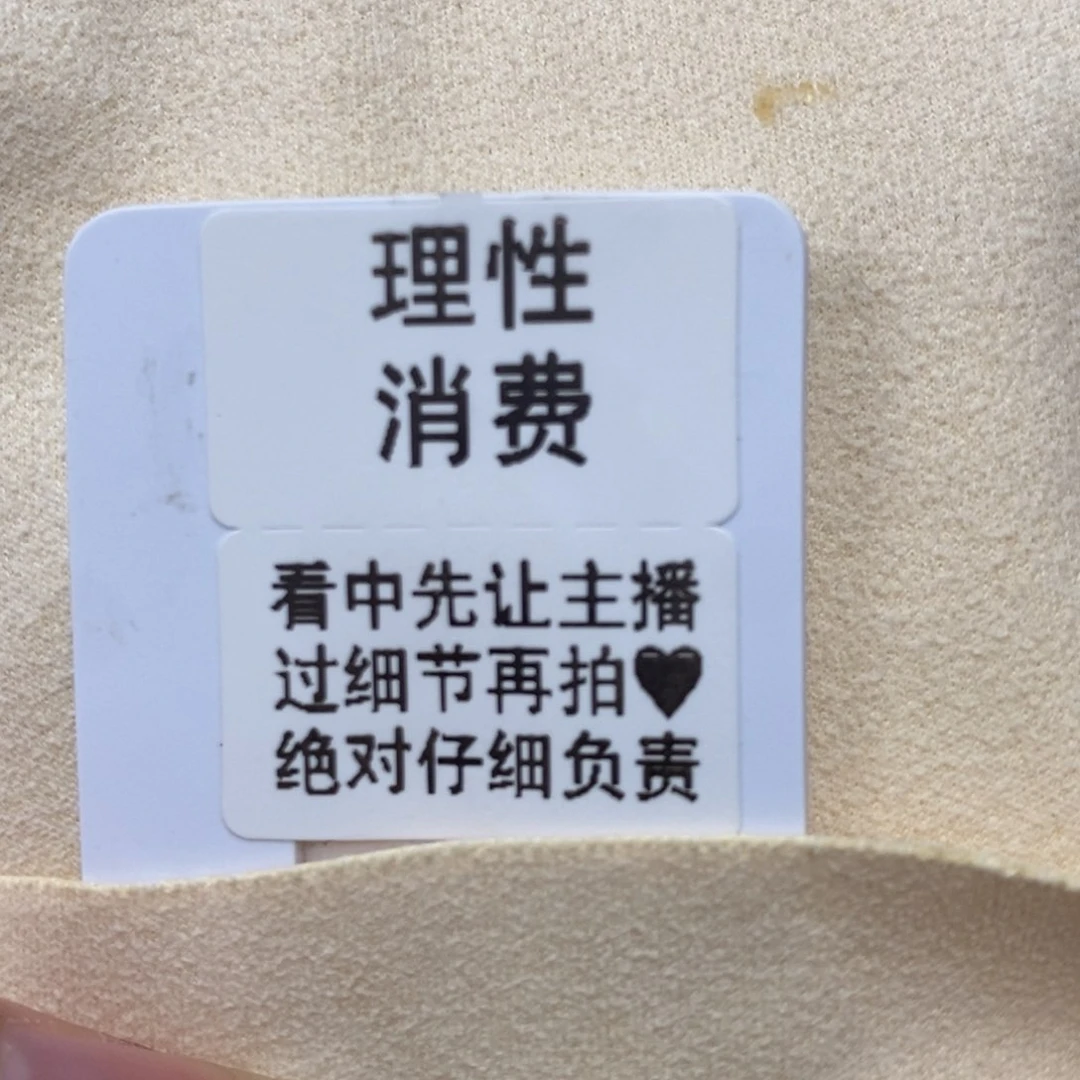 理性
消费
看中先让主播
过细节再拍♥
绝对仔细负责